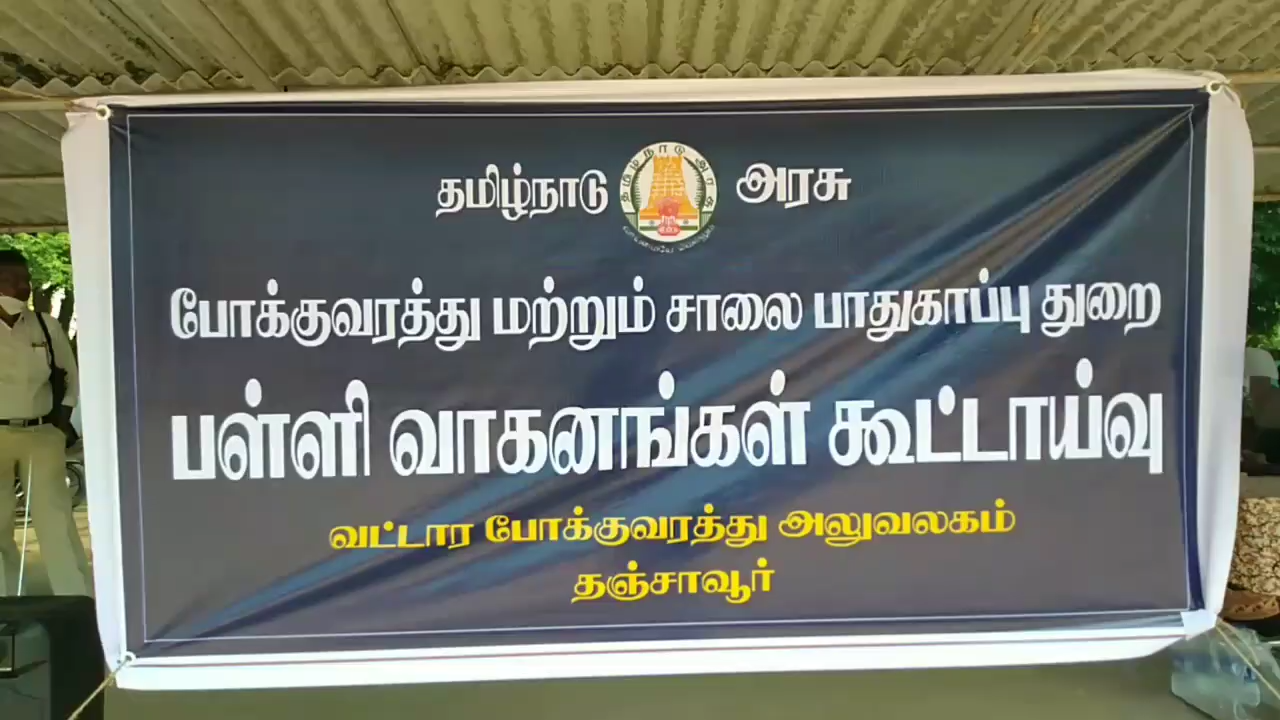 தமிழ்நாடு அரசு
போக்குவரத்து மற்றும் சாலை பாதுகாப்பு துறை
பள்ளி வாகனங்கள் கூட்டாய்வு
வட்டார போக்குவரத்து அலுவலகம்
தஞ்சாவூர்